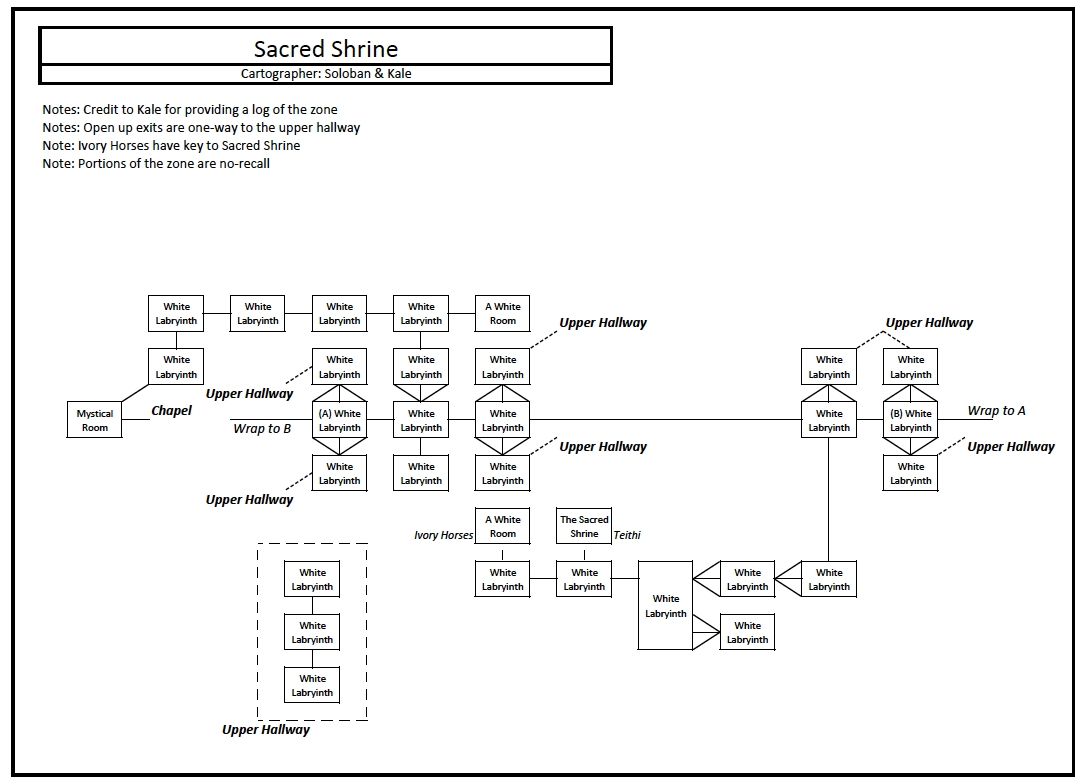 Sacred Shrine
Cartographer: Soloban & Kale
Notes: Credit to Kale for providing a log of the zone
Notes: Open up exits are one-way to the upper hallway
Note: Ivory Horses have key to Sacred Shrine
Note: Portions of the zone are no-recall
White
Labryinth
White
Labryinth
White
Labryinth
White
Labryinth
A White
Room
Upper Hallway
Upper Hallway
White
Labryinth
White
Labryinth
White
Labryinth
White
Labryinth
White
Labryinth
White
Labryinth
Upper Hallway
Mystical
Room
Chapel
Wrap to B
(A) White
Labryinth
White
Labryinth
White
Labryinth
White
Labryinth
(B) White
Labryinth
Wrap to A
Upper Hallway
Upper Hallway
White
Labryinth
White
Labryinth
White
Labryinth
White
Labryinth
Upper Hallway
Ivory Horses
A White
Room
The Sacred
Shrine
Teithi
White
Labryinth
White
Labryinth
White
Labryinth
White
Labryinth
White
Labryinth
White
Labryinth
White
Labryinth
White
Labryinth
White
Labryinth
Upper Hallway